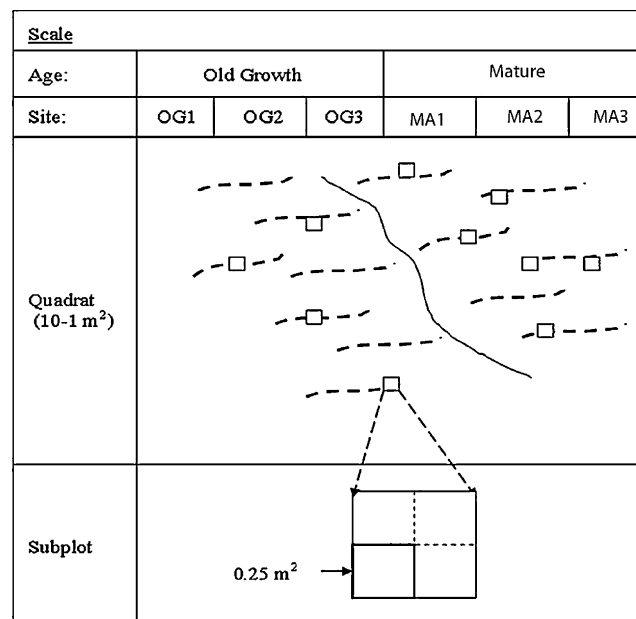 Scale
Age: Old Growth Mature
Site: OG1 OG2 OG3 MA1 MA2 MA3
Quadrat
(10-1 m²)
Subplot
0.25 m²